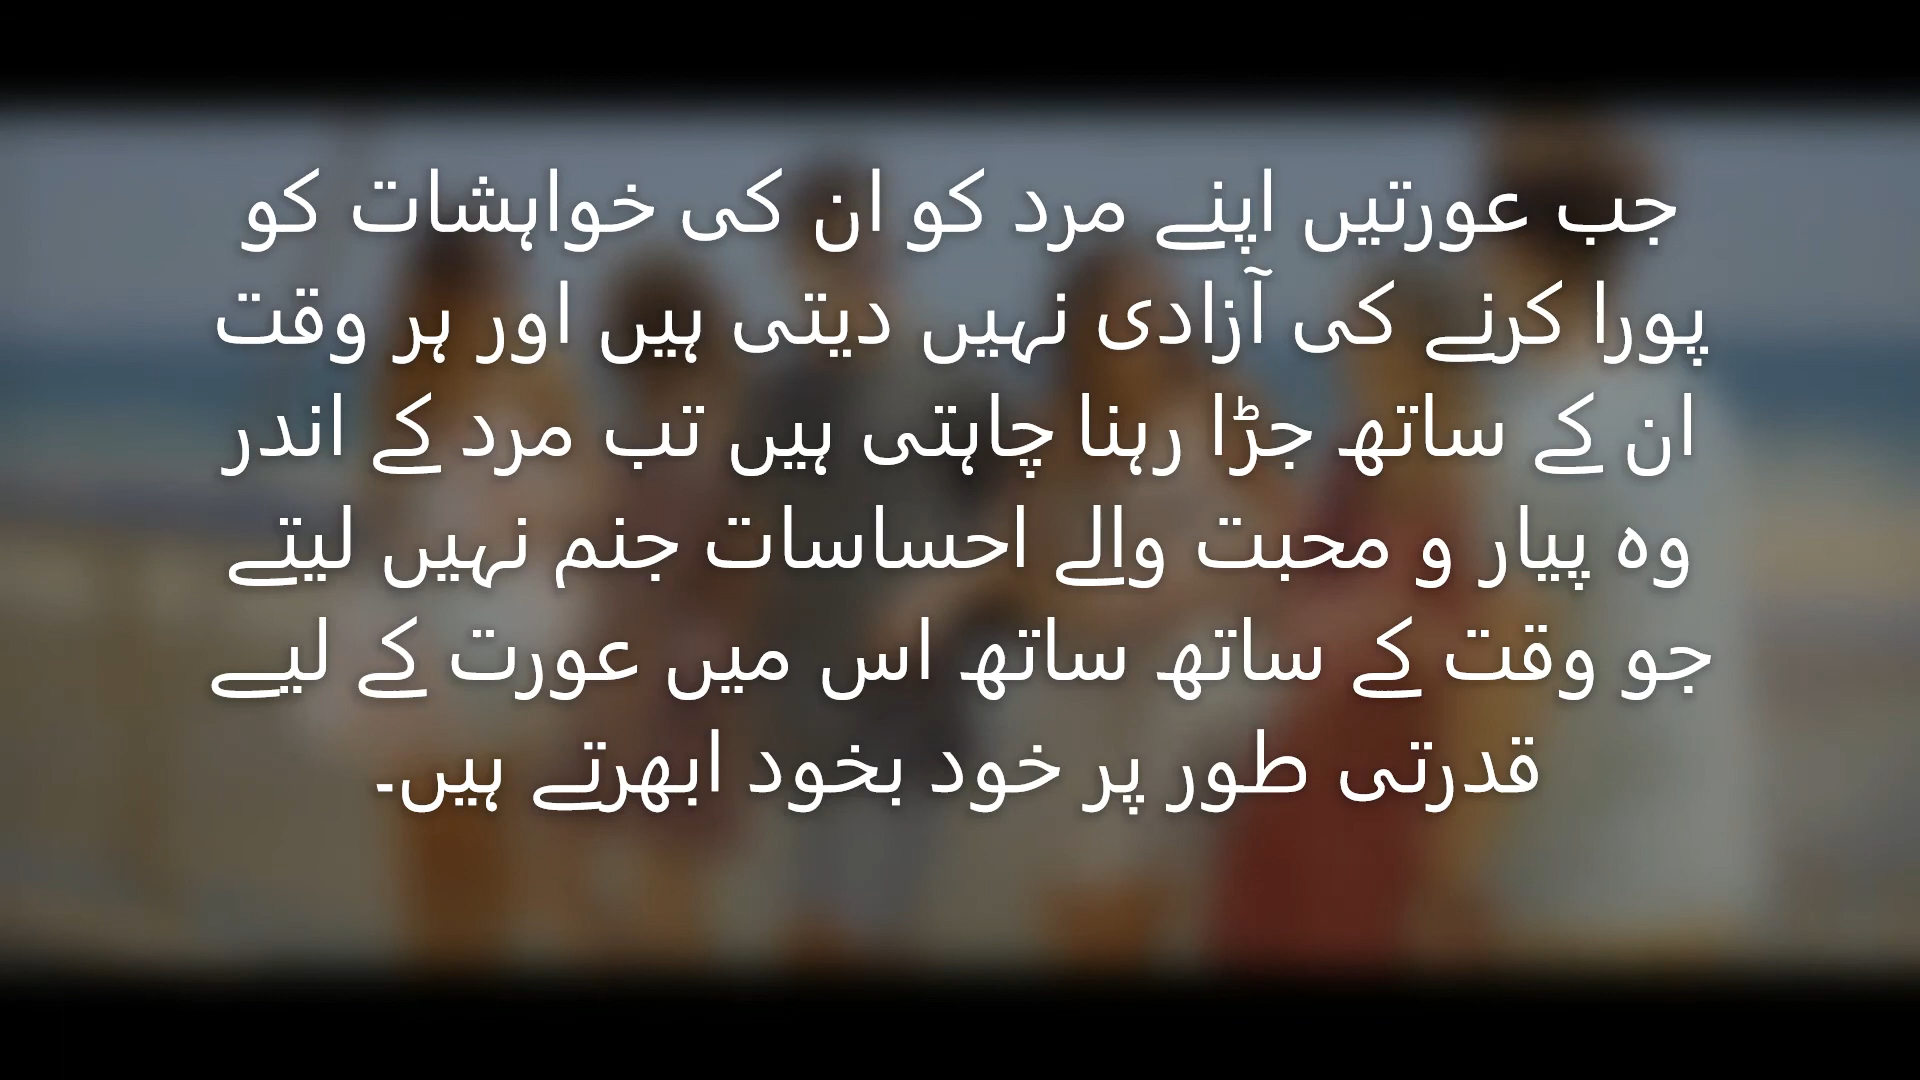 جب عورتیں اپنے مرد کو ان کی خواہشات کو
پورا کرنے کی آزادی نہیں دیتی ہیں اور ہر وقت
ان کے ساتھ جڑا رہنا چاہتی ہیں تب مرد کے اندر
وہ پیار و محبت والے احساسات جنم نہیں لیتے
جو وقت کے ساتھ ساتھ اس میں عورت کے لیے
قدرتی طور پر خود بخود ابھرتے ہیں۔